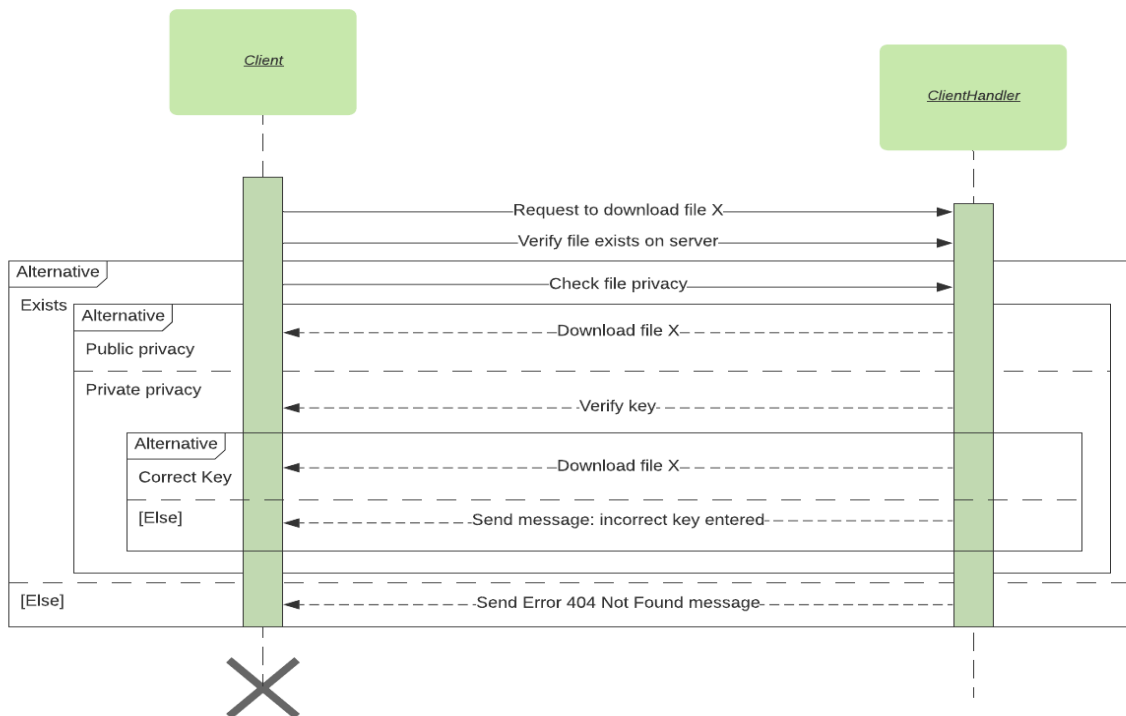 Client
ClientHandler
Request to download file X
Verify file exists on server
Alternative
Check file privacy
Exists
Alternative
Download file X
Public privacy
Private privacy
Verify key
Alternative
Download file X
Correct Key
[Else]
Send message: incorrect key entered
[Else]
Send Error 404 Not Found message